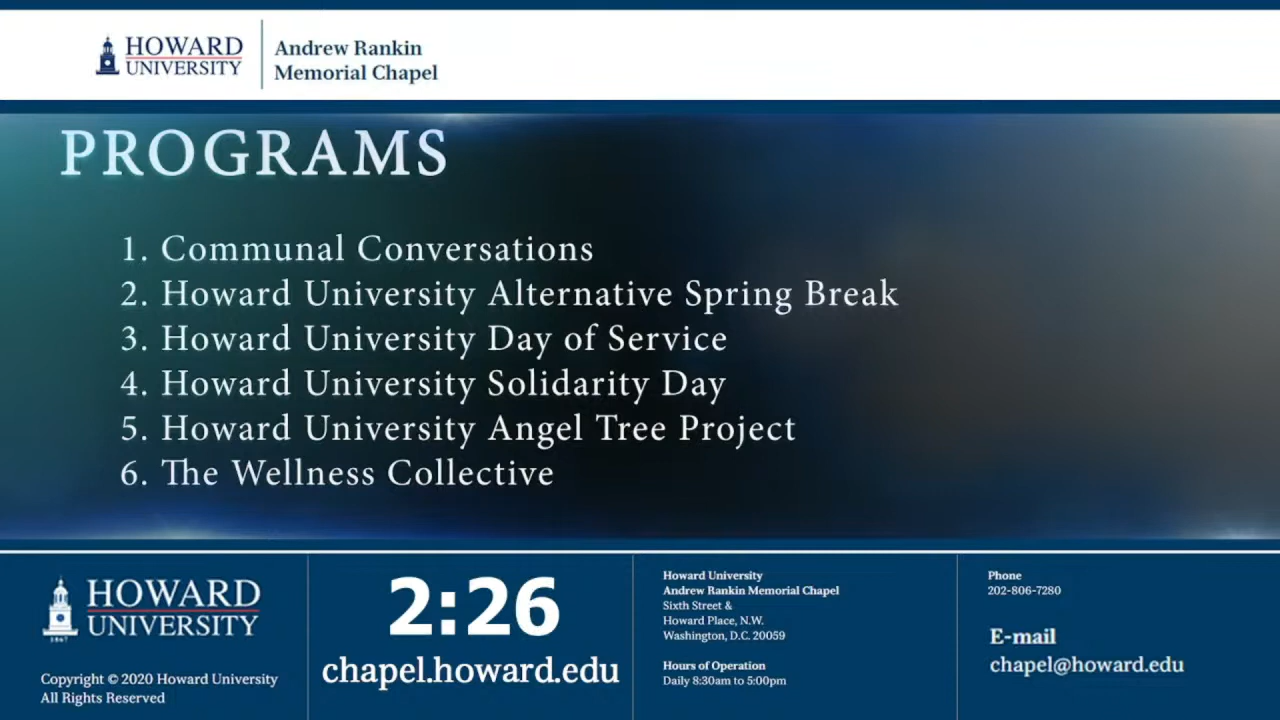 HOWARD
UNIVERSITY
Andrew Rankin
Memorial Chapel
PROGRAMS
1. Communal Conversations
2. Howard University Alternative Spring Break
3. Howard University Day of Service
4. Howard University Solidarity Day
5. Howard University Angel Tree Project
6. The Wellness Collective
HOWARD
UNIVERSITY
1867
Copyright © 2020 Howard University
All Rights Reserved
2:26
chapel.howard.edu
Howard University
Andrew Rankin Memorial Chapel
Sixth Street &
Howard Place, N.W.
Washington, D.C. 20059
Hours of Operation
Daily 8:30am to 5:00pm
Phone
202-806-7280
E-mail
chapel@howard.edu